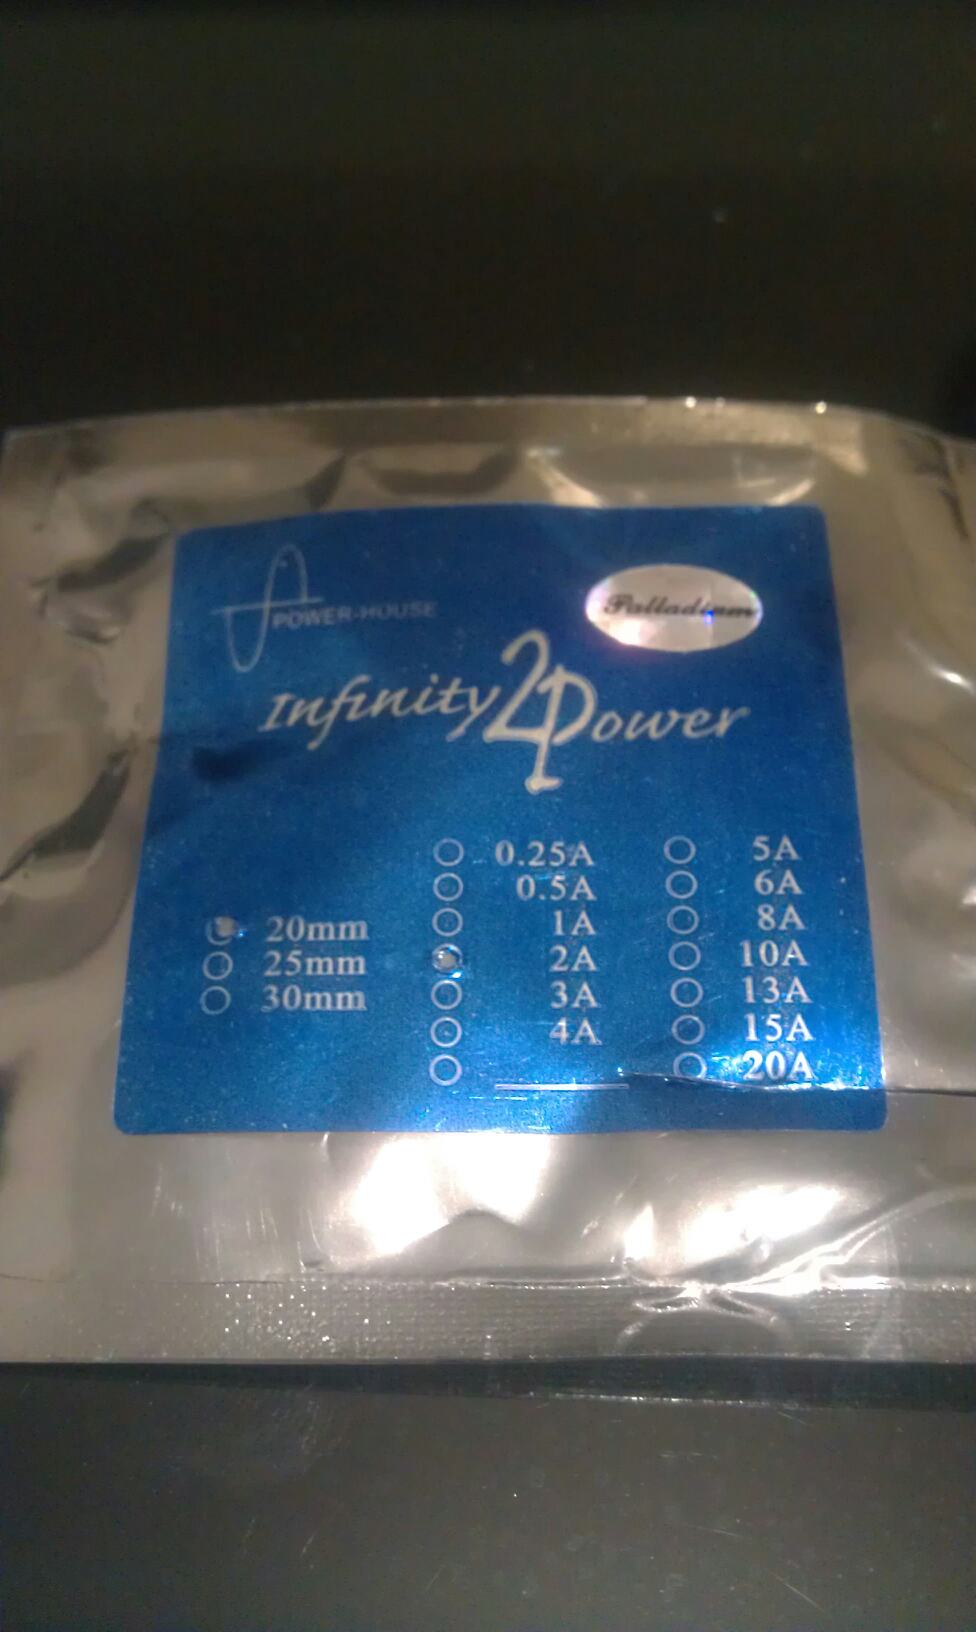 POWER-HOUSE
Palladium
Infinity2Power
20mm
25mm
30mm
0.25A
0.5A
1A
2A
3A
4A
5A
6A
8A
10A
13A
15A
20A